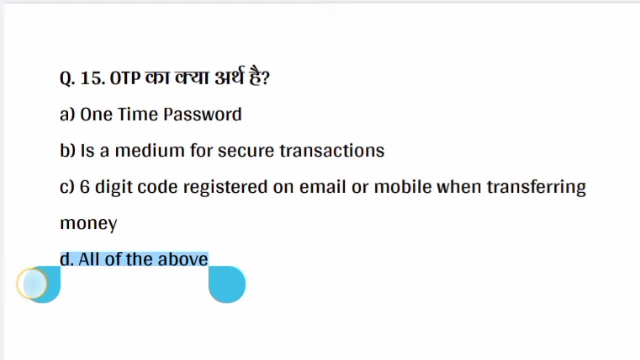 Q. 15. OTP का क्या अर्थ है?
a) One Time Password
b) Is a medium for secure transactions
c) 6 digit code registered on email or mobile when transferring
money
d. All of the above